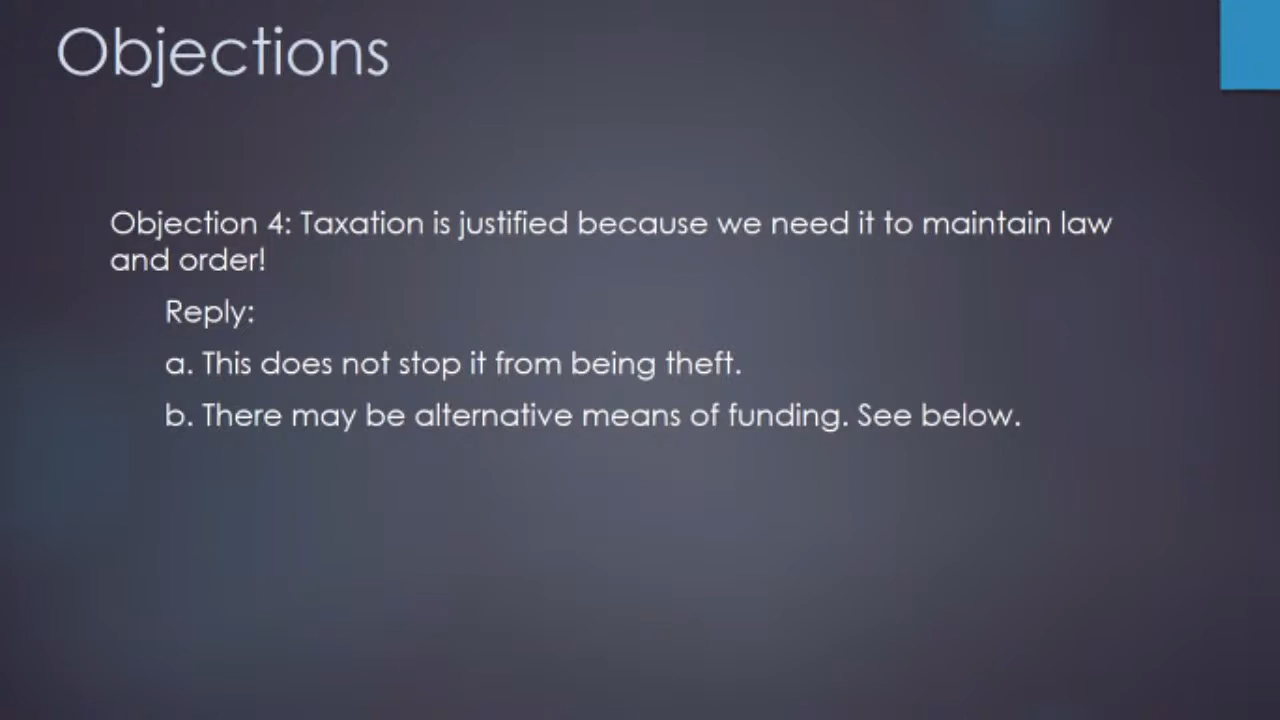 Objections
Objection 4: Taxation is justified because we need it to maintain law
and order!
Reply:
a. This does not stop it from being theft.
b. There may be alternative means of funding. See below.